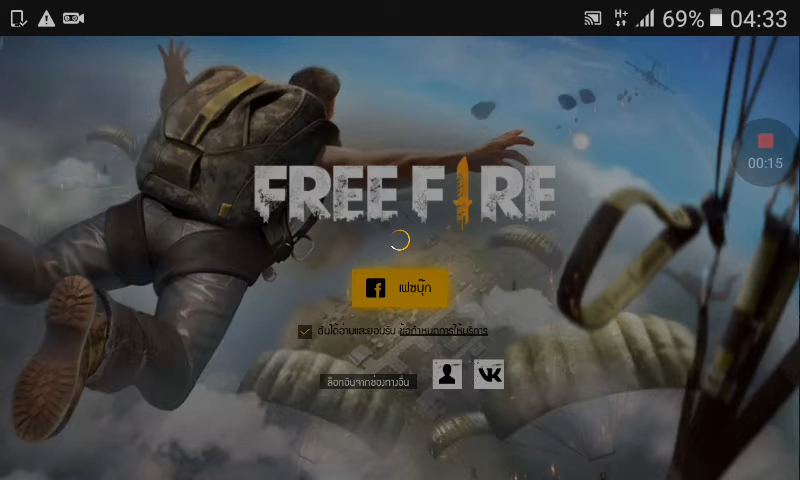 H+ 69% 04:33
00:15
FREE FIRE
เฟซบุ๊ก
ฉันได้อ่านและยอมรับ ข้อกำหนดการให้บริการ
ล็อกอินจากช่องทางอื่น